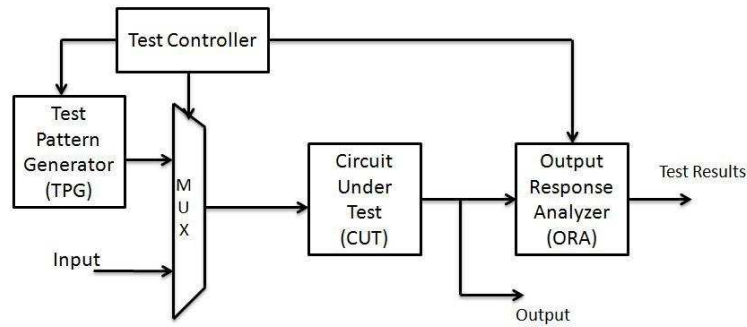 Test Controller
Test
Pattern
Generator
(TPG)
M
U
X
Input
Circuit
Under
Test
(CUT)
Output
Response
Analyzer
(ORA)
Test Results
Output